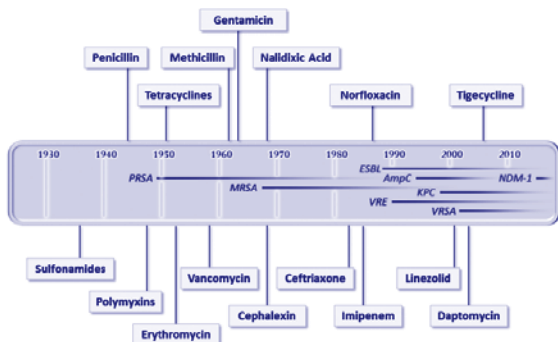 Gentamicin
Penicillin
Methicillin
Nalidixic Acid
Tetracyclines
Norfloxacin
Tigecycline
1930 1940 1950 1960 1970 1980 1990 2000 2010
ESBL
PRSA
AmpC
NDM-1
MRSA
KPC
VRE
VRSA
Sulfonamides
Vancomycin
Ceftriaxone
Linezolid
Polymyxins
Cephalexin
Imipenem
Daptomycin
Erythromycin